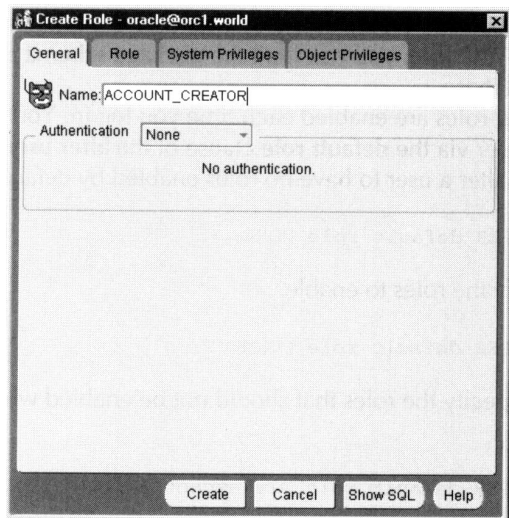 Create Role - oracle@orc1.world
General Role System Privileges Object Privileges
Name: ACCOUNT_CREATOR
Authentication None
No authentication.
Create Cancel Show SQL Help